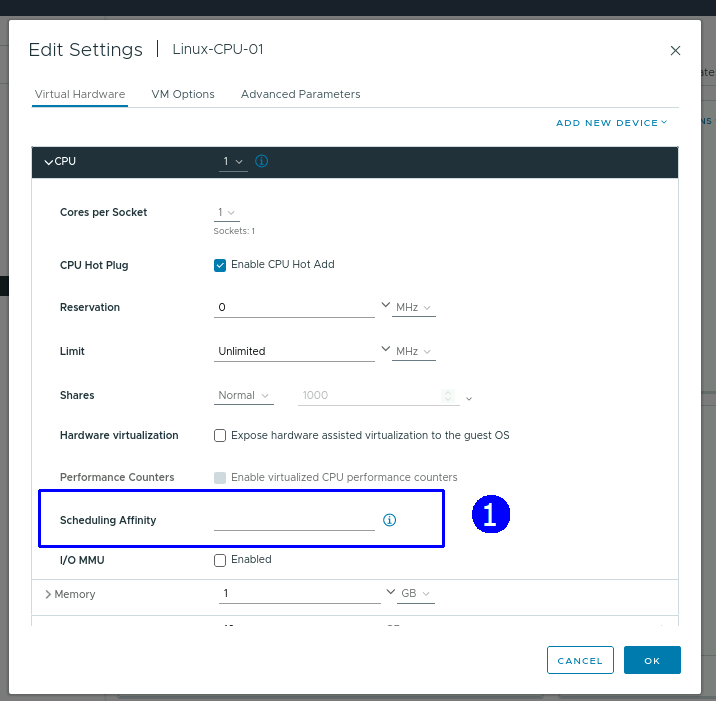 Edit Settings | Linux-CPU-01
Virtual Hardware VM Options Advanced Parameters
ADD NEW DEVICE
CPU 1
Cores per Socket 1
Sockets: 1
CPU Hot Plug Enable CPU Hot Add
Reservation 0 MHz
Limit Unlimited MHz
Shares Normal 1000
Hardware virtualization Expose hardware assisted virtualization to the guest OS
Performance Counters Enable virtualized CPU performance counters
Scheduling Affinity 1
I/O MMU Enabled
Memory 1 GB
CANCEL OK